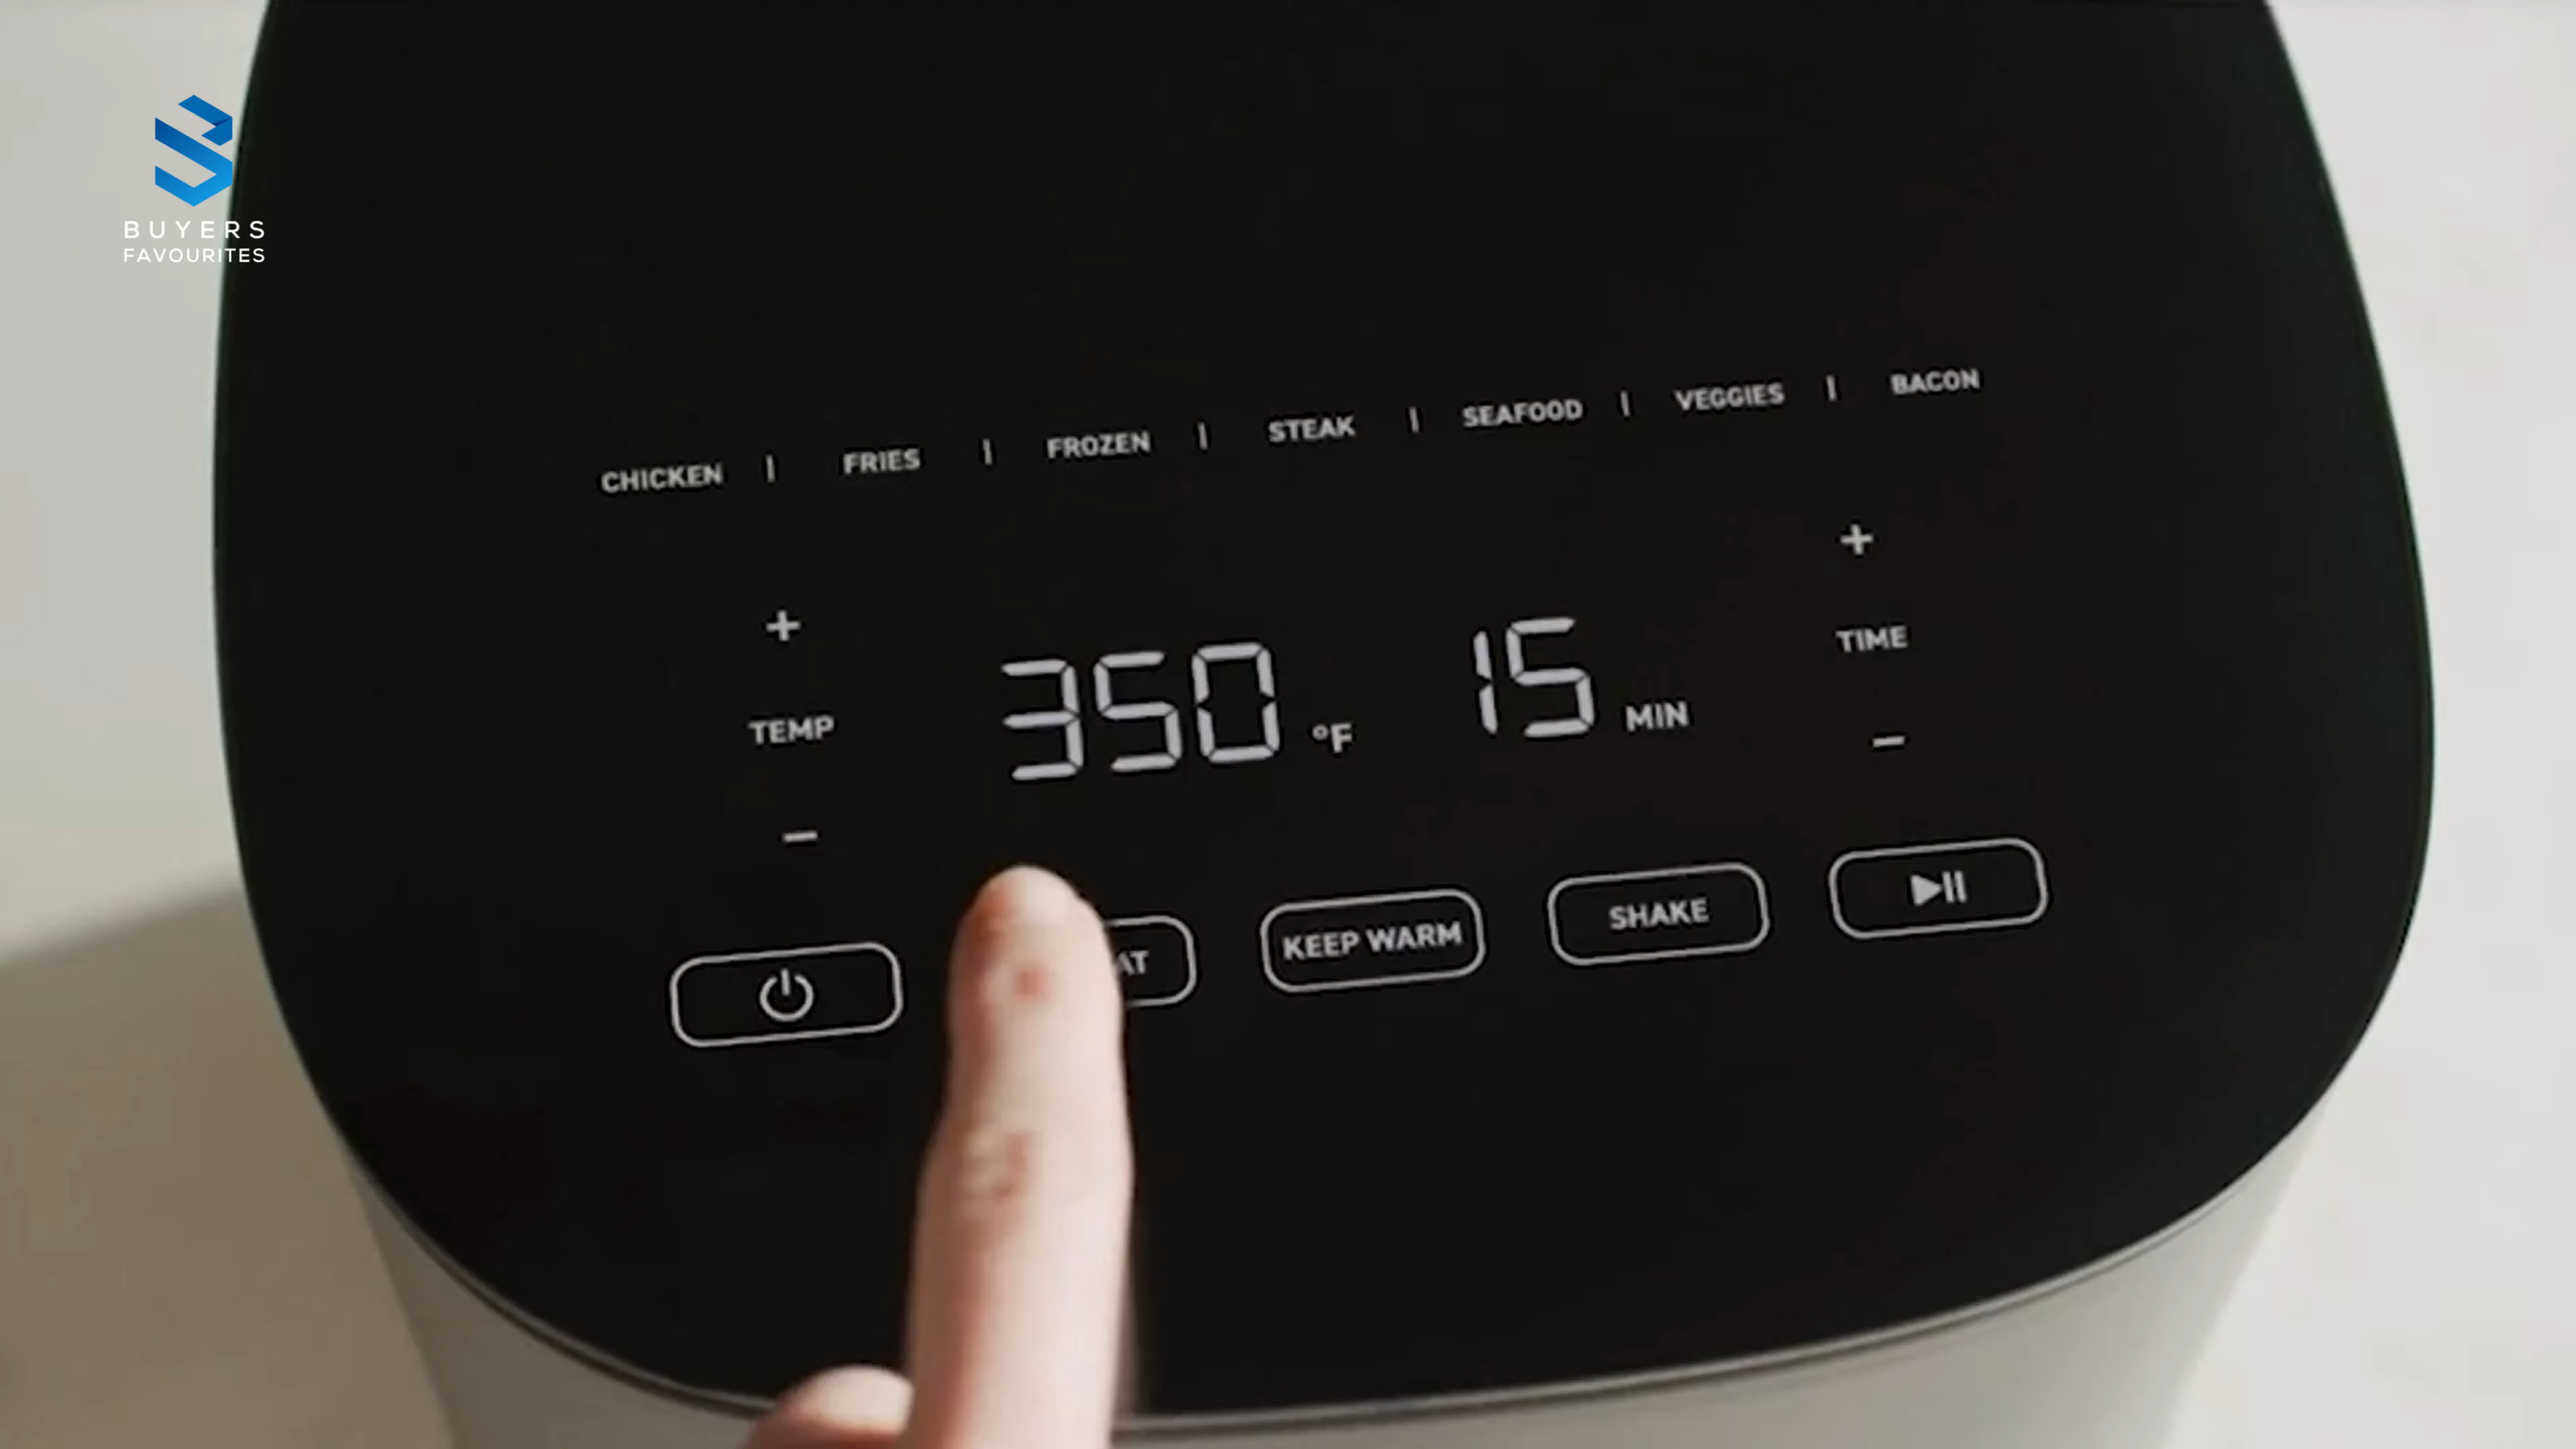 BUYERS
FAVOURITES
CHICKEN | FRIES | FROZEN | STEAK | SEAFOOD | VEGGIES | BACON
+ +
TEMP 350 °F 15 MIN TIME
- -
KEEP WARM SHAKE